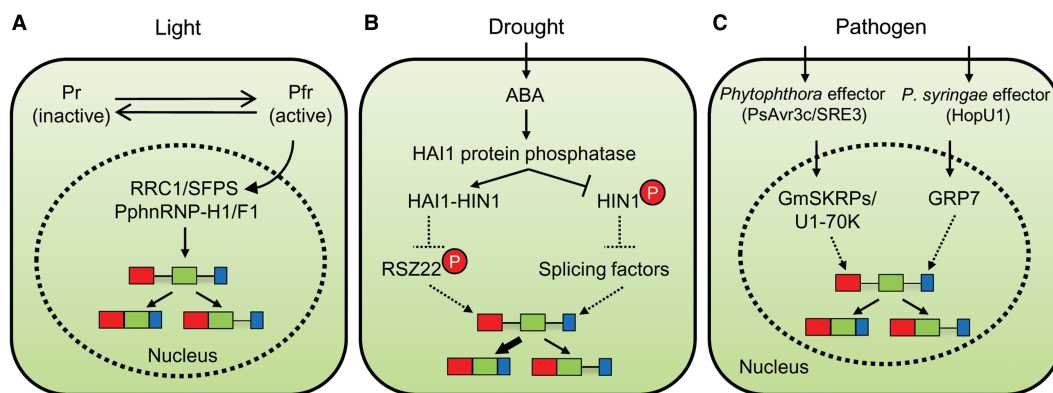 A
Light
Pr
(inactive)
Pfr
(active)
RRC1/SFPS
PphnRNP-H1/F1
Nucleus
B
Drought
ABA
HAI1 protein phosphatase
HAI1-HIN1
HIN1
P
RSZ22
P
Splicing factors
C
Pathogen
Phytophthora effector
(PsAvr3c/SRE3)
P. syringae effector
(HopU1)
GmSKRPs/
U1-70K
GRP7
Nucleus